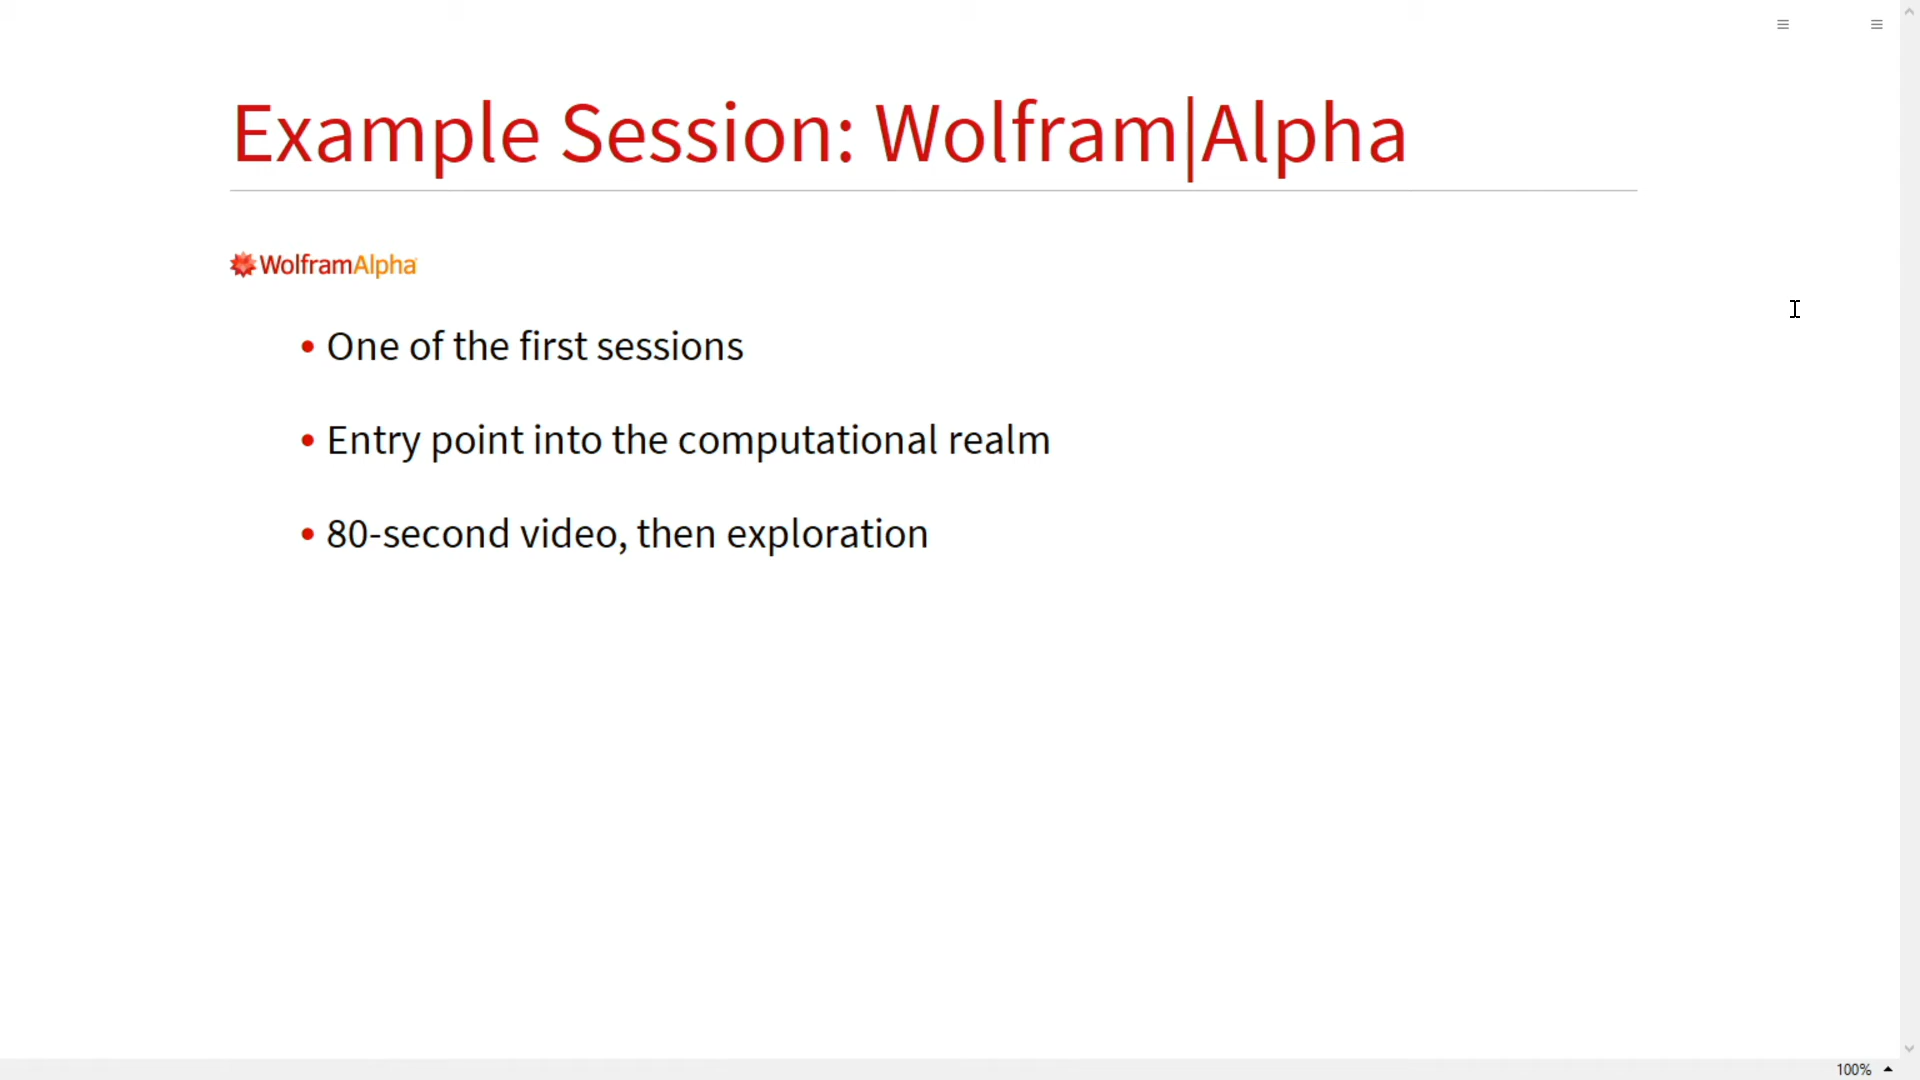 Example Session: Wolfram|Alpha
WolframAlpha
• One of the first sessions
• Entry point into the computational realm
• 80-second video, then exploration
100%